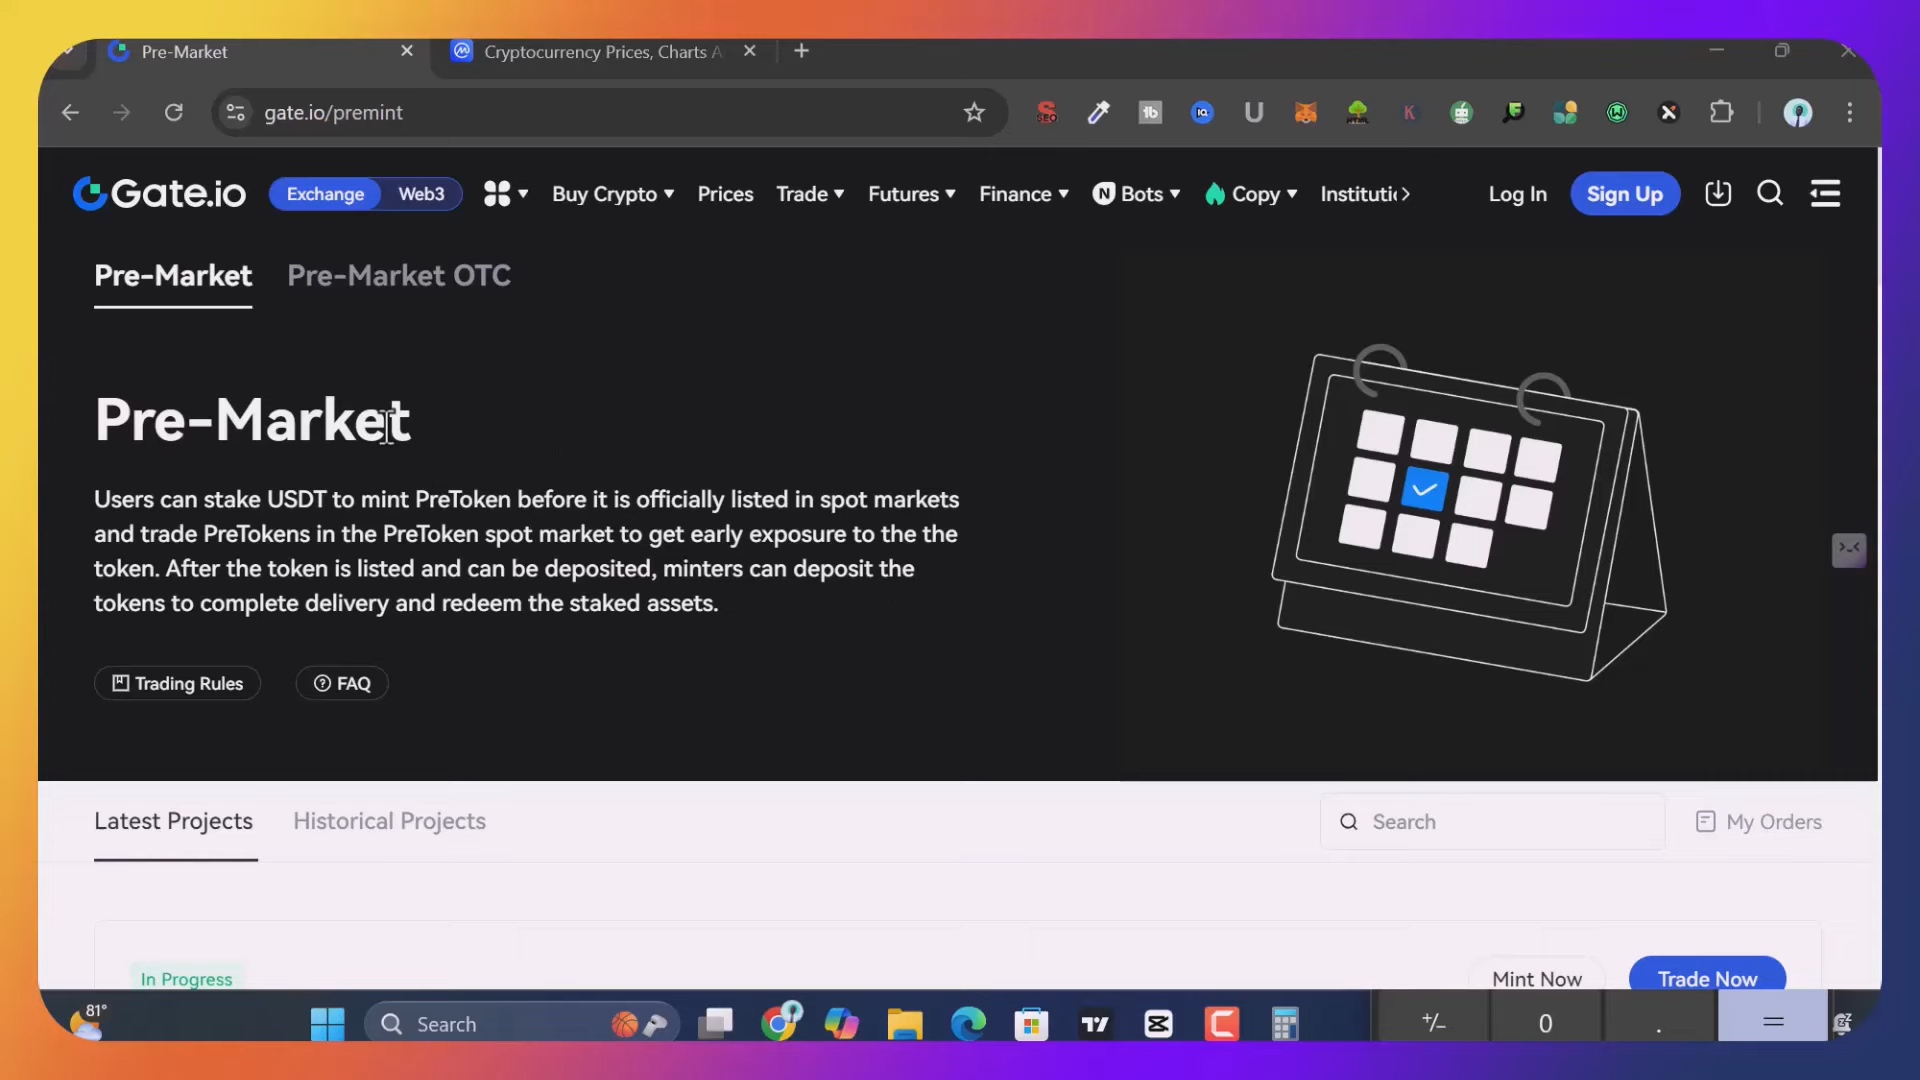 Pre-Market
Cryptocurrency Prices, Charts A
gate.io/premint
Gate.io
Exchange
Web3
Buy Crypto
Prices
Trade
Futures
Finance
N Bots
Copy
Instituti
Log In
Sign Up
Pre-Market
Pre-Market OTC
Pre-Market
Users can stake USDT to mint PreToken before it is officially listed in spot markets
and trade PreTokens in the PreToken spot market to get early exposure to the the
token. After the token is listed and can be deposited, minters can deposit the
tokens to complete delivery and redeem the staked assets.
Trading Rules
FAQ
Latest Projects
Historical Projects
Search
My Orders
In Progress
Mint Now
Trade Now
81°
Search
+/-
0
.
=